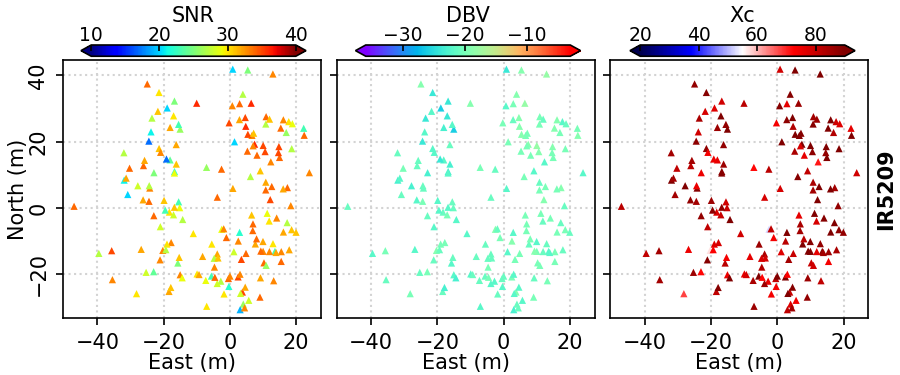 SNR DBV Xc
10 20 30 40 −30 −20 −10 20 40 60 80
40
20
0
−20
North (m)
IR5209
−40 −20 0 20 −40 −20 0 20 −40 −20 0 20
East (m) East (m) East (m)